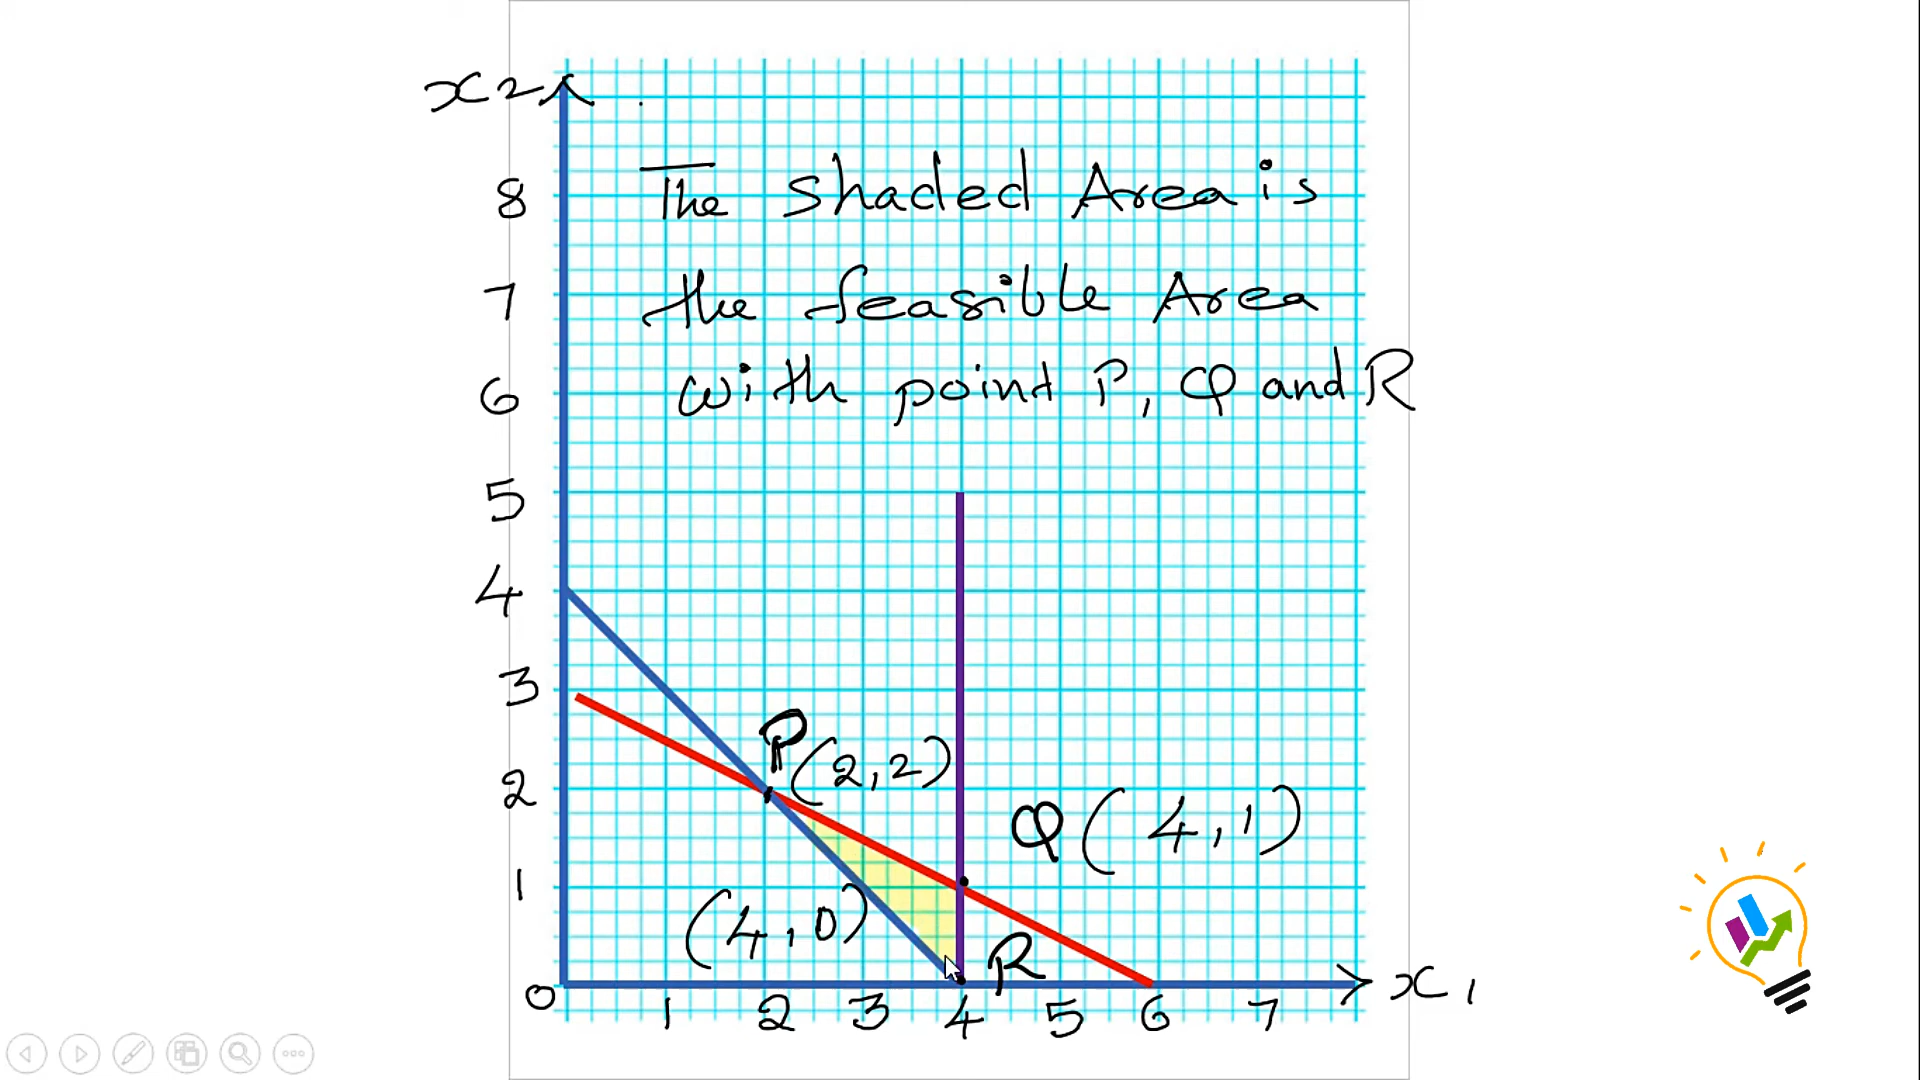 x2
8 The shaded Area is
7 the feasible Area
6 with point P, Q and R
5
4
3
P(2,2)
2
Q(4,1)
1
(4,0) R
0 1 2 3 4 5 6 7 x1